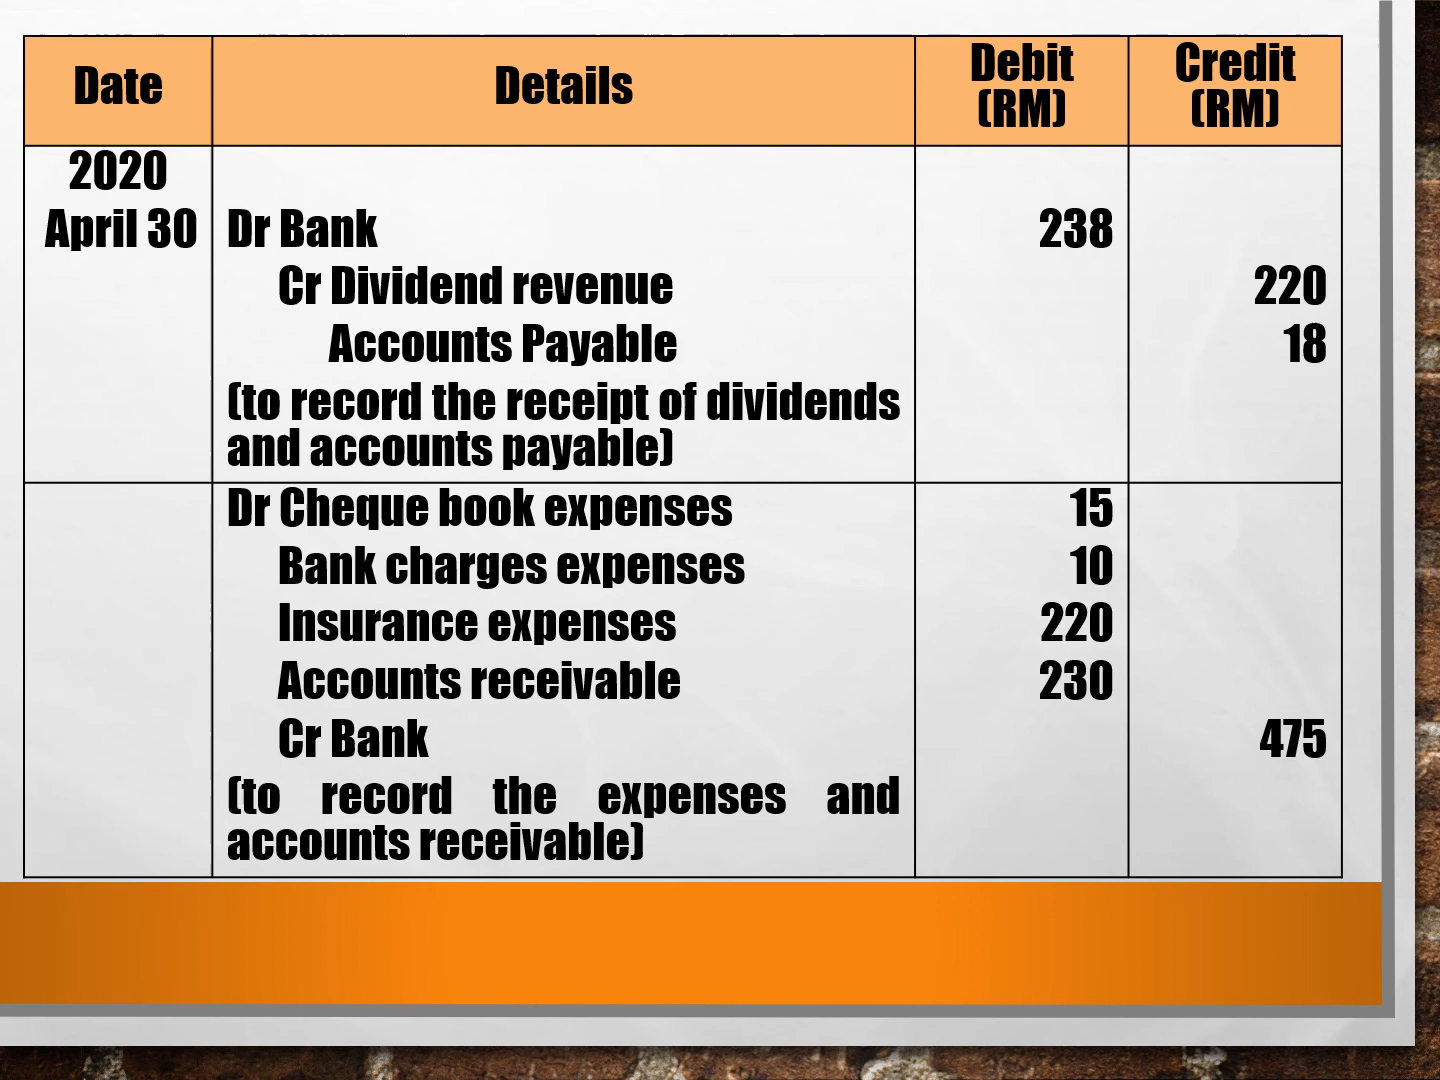 Date Details Debit (RM) Credit (RM)
2020
April 30 Dr Bank 238
Cr Dividend revenue 220
Accounts Payable 18
(to record the receipt of dividends
and accounts payable)
Dr Cheque book expenses 15
Bank charges expenses 10
Insurance expenses 220
Accounts receivable 230
Cr Bank 475
(to record the expenses and
accounts receivable)